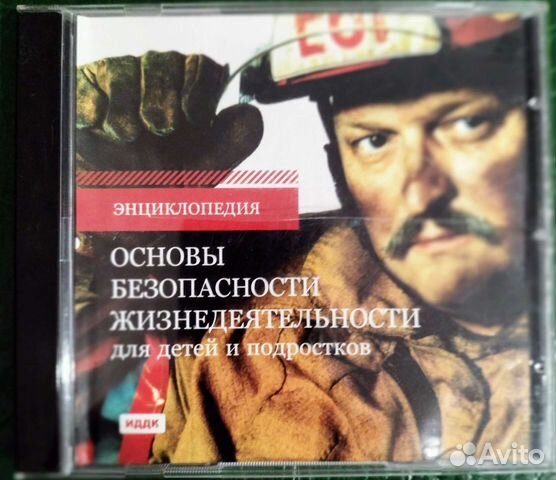 ЭНЦИКЛОПЕДИЯ
ОСНОВЫ
БЕЗОПАСНОСТИ
ЖИЗНЕДЕЯТЕЛЬНОСТИ
для детей и подростков
ИДДК
Avito